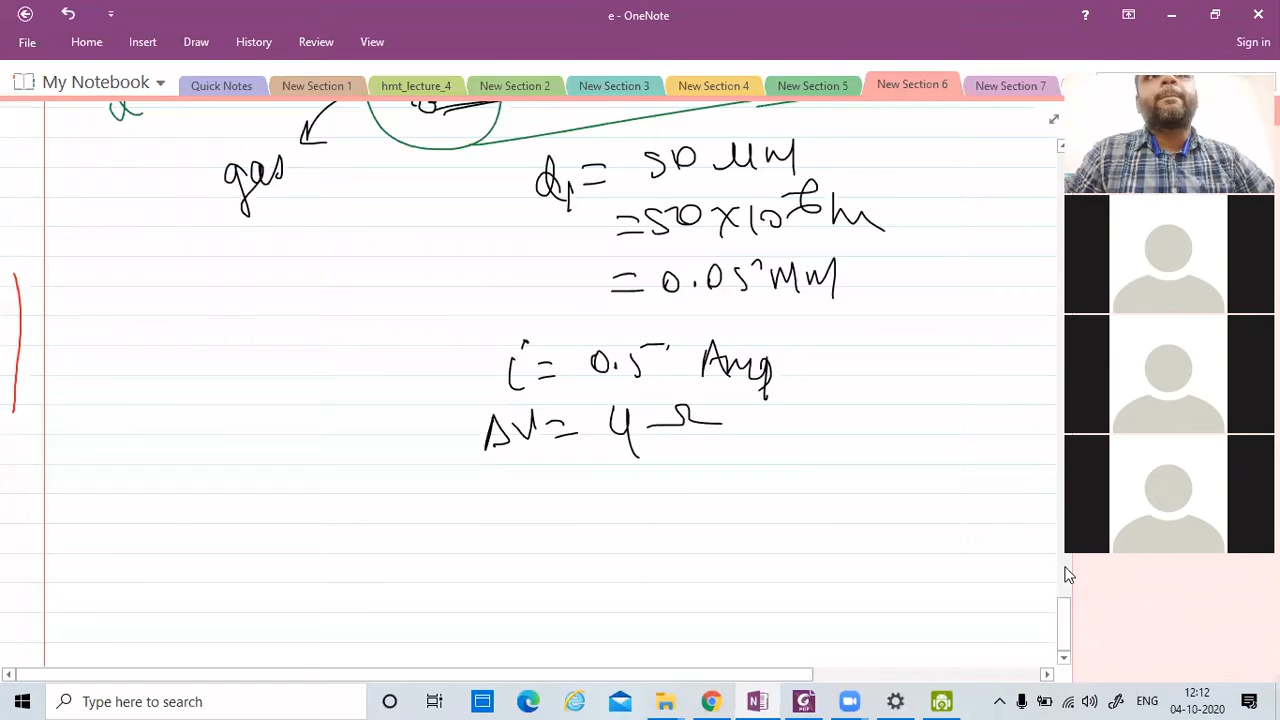 e - OneNote
File Home Insert Draw History Review View
Sign in
My Notebook
Quick Notes New Section 1 hmt_lecture_4 New Section 2 New Section 3 New Section 4 New Section 5 New Section 6 New Section 7
gas
d₁ = 50 μm
= 50 × 10⁻⁶ m
= 0.05 mm
i = 0.5 Amp
ΔV = 4 Ω
Type here to search
ENG
2:12
04-10-2020